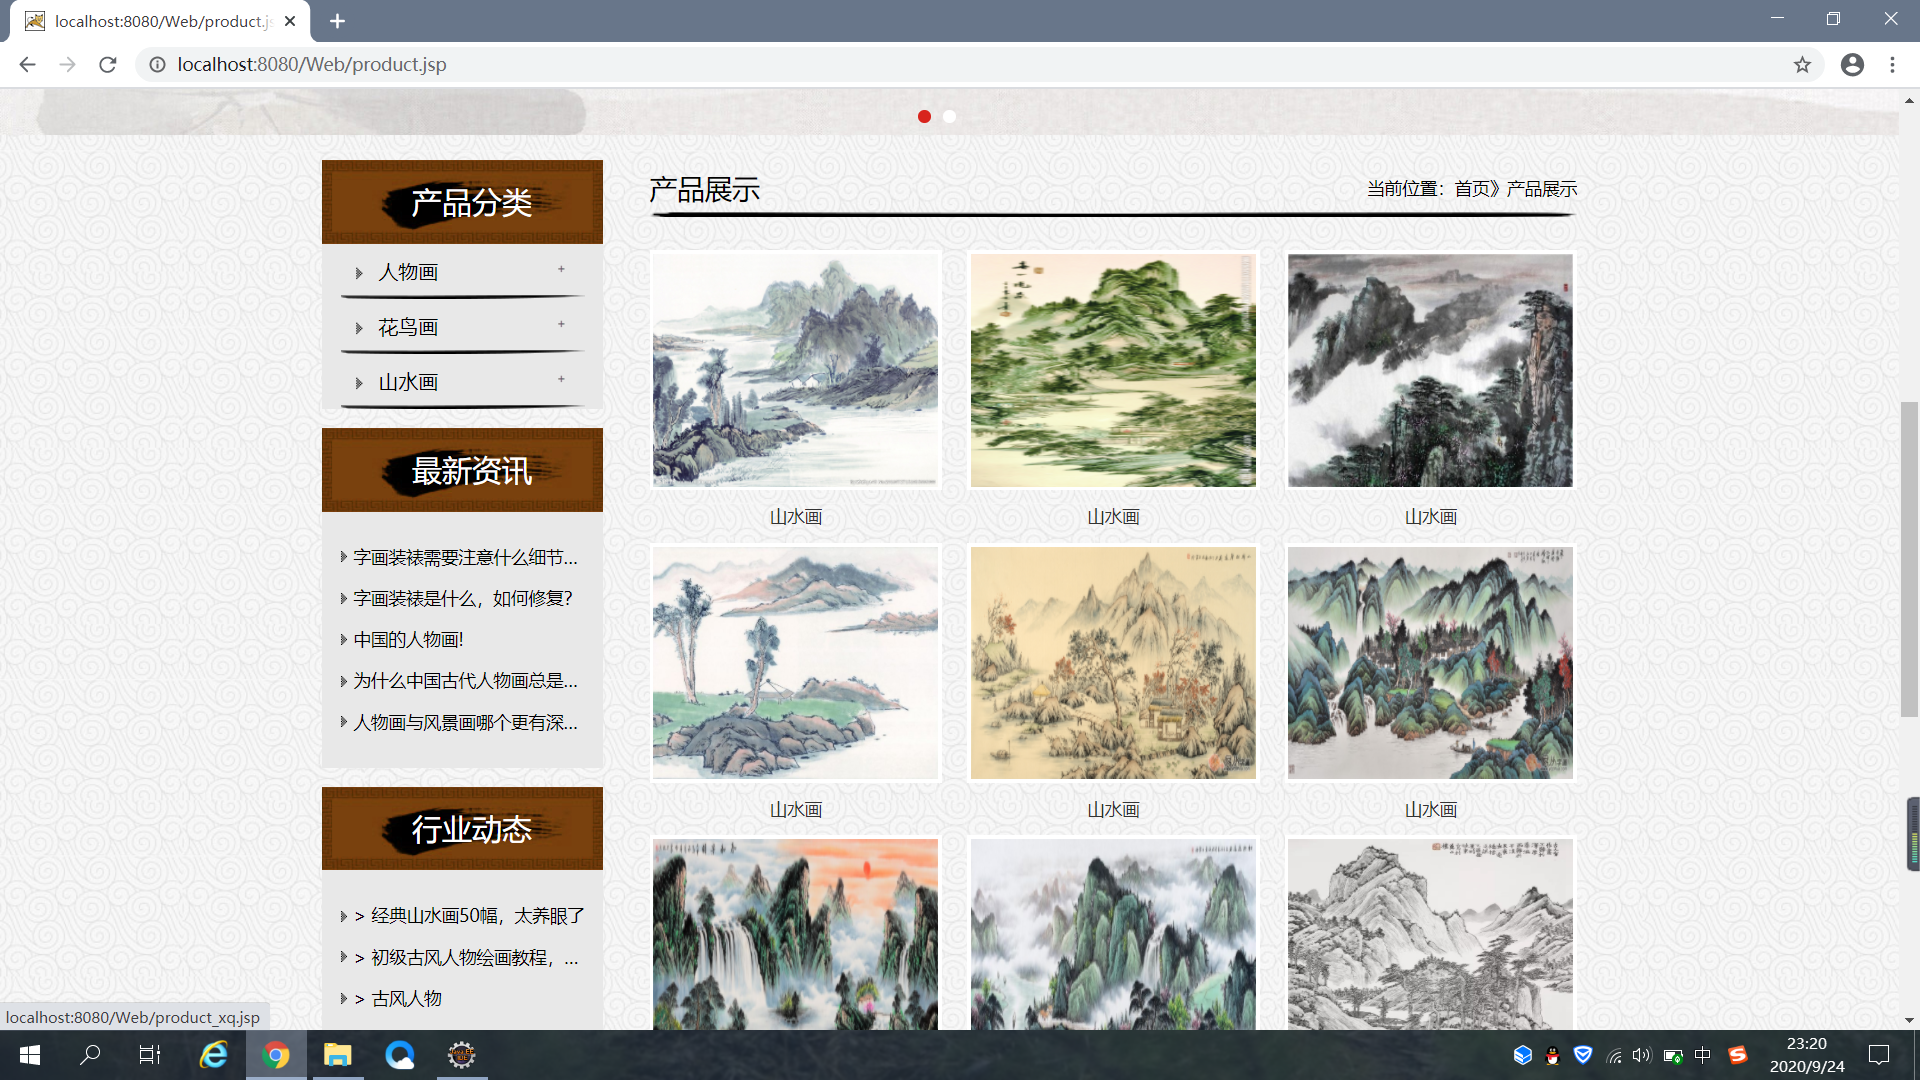 localhost:8080/Web/product.js
localhost:8080/Web/product.jsp
产品分类
人物画 +
花鸟画 +
山水画 +
最新资讯
字画装裱需要注意什么细节...
字画装裱是什么，如何修复?
中国的人物画!
为什么中国古代人物画总是...
人物画与风景画哪个更有深...
行业动态
> 经典山水画50幅，太养眼了
> 初级古风人物绘画教程，...
> 古风人物
产品展示
当前位置：首页》产品展示
山水画
山水画
山水画
山水画
山水画
山水画
localhost:8080/Web/product_xq.jsp
中
23:20
2020/9/24